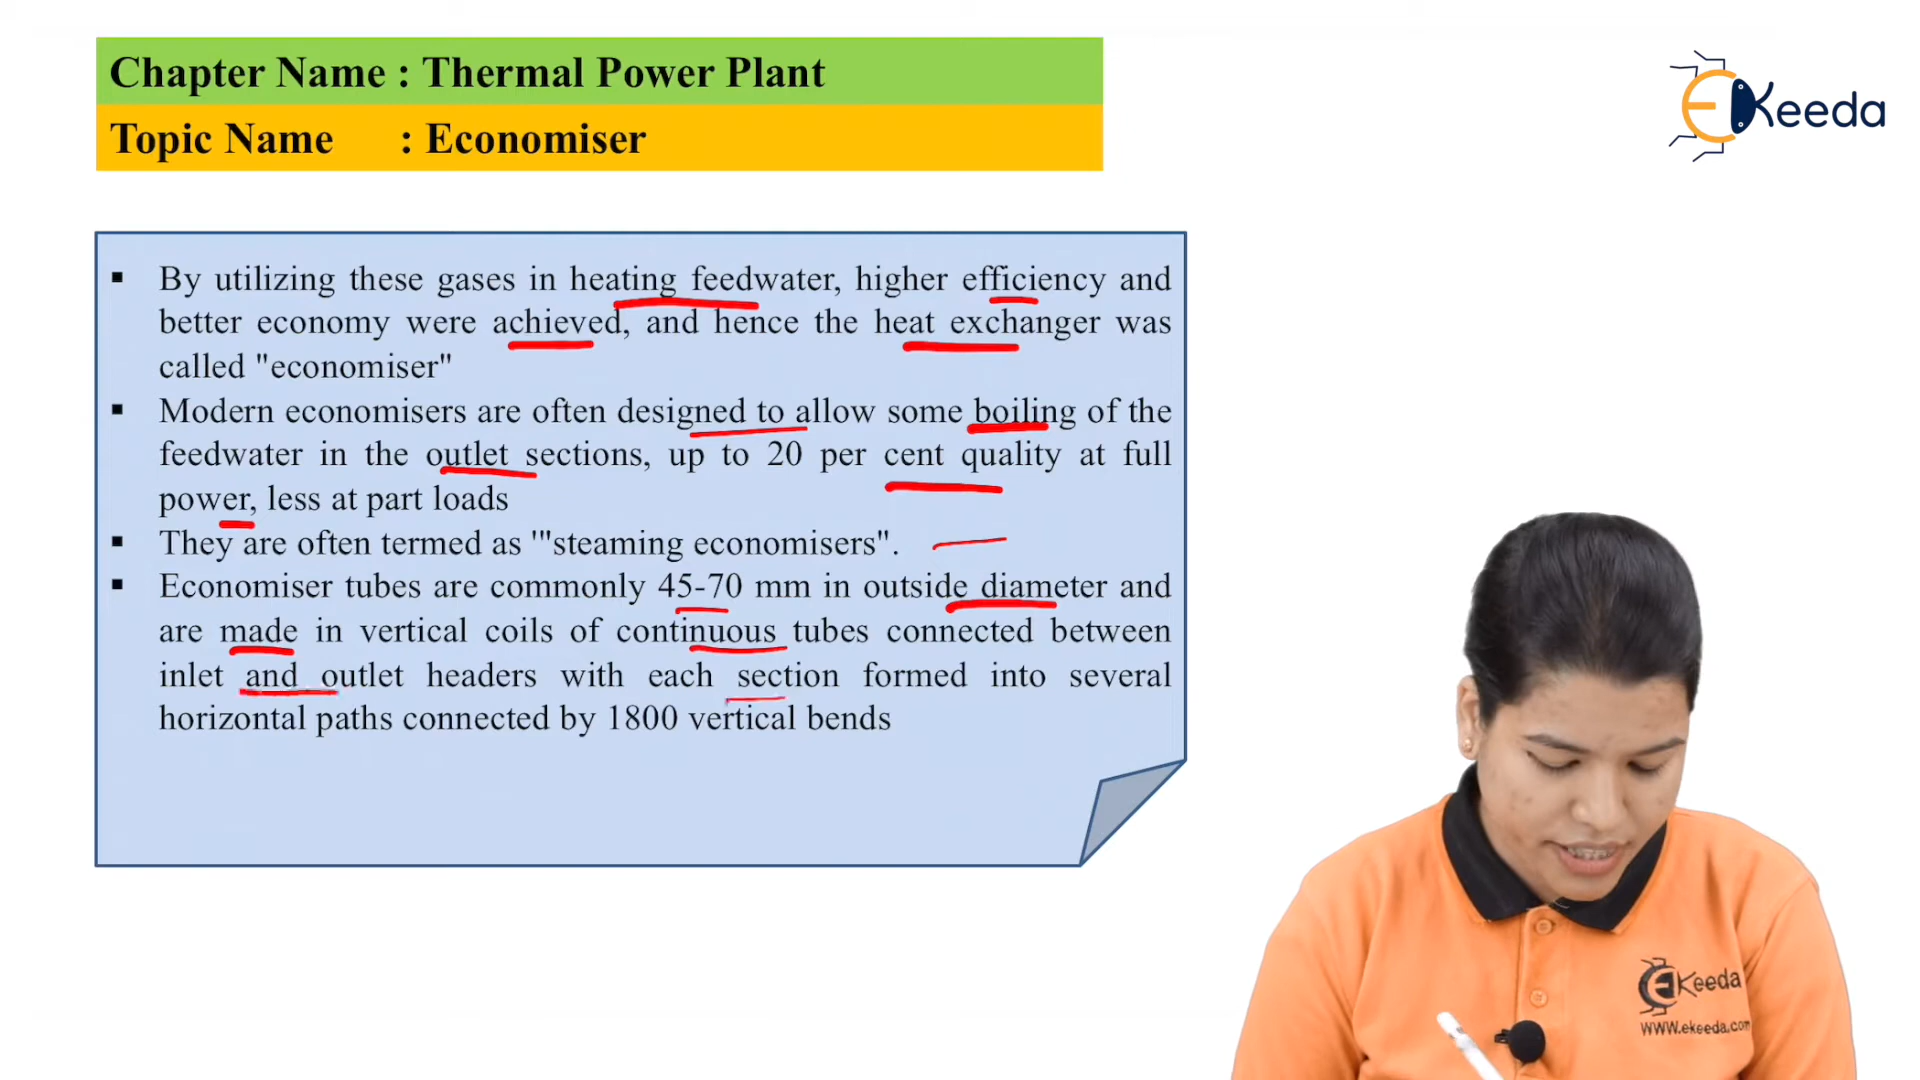 Chapter Name : Thermal Power Plant
Topic Name : Economiser
EKeeda
▪ By utilizing these gases in heating feedwater, higher efficiency and
better economy were achieved, and hence the heat exchanger was
called "economiser"
▪ Modern economisers are often designed to allow some boiling of the
feedwater in the outlet sections, up to 20 per cent quality at full
power, less at part loads
▪ They are often termed as '"steaming economisers".
▪ Economiser tubes are commonly 45-70 mm in outside diameter and
are made in vertical coils of continuous tubes connected between
inlet and outlet headers with each section formed into several
horizontal paths connected by 1800 vertical bends
EKeeda
www.ekeeda.com